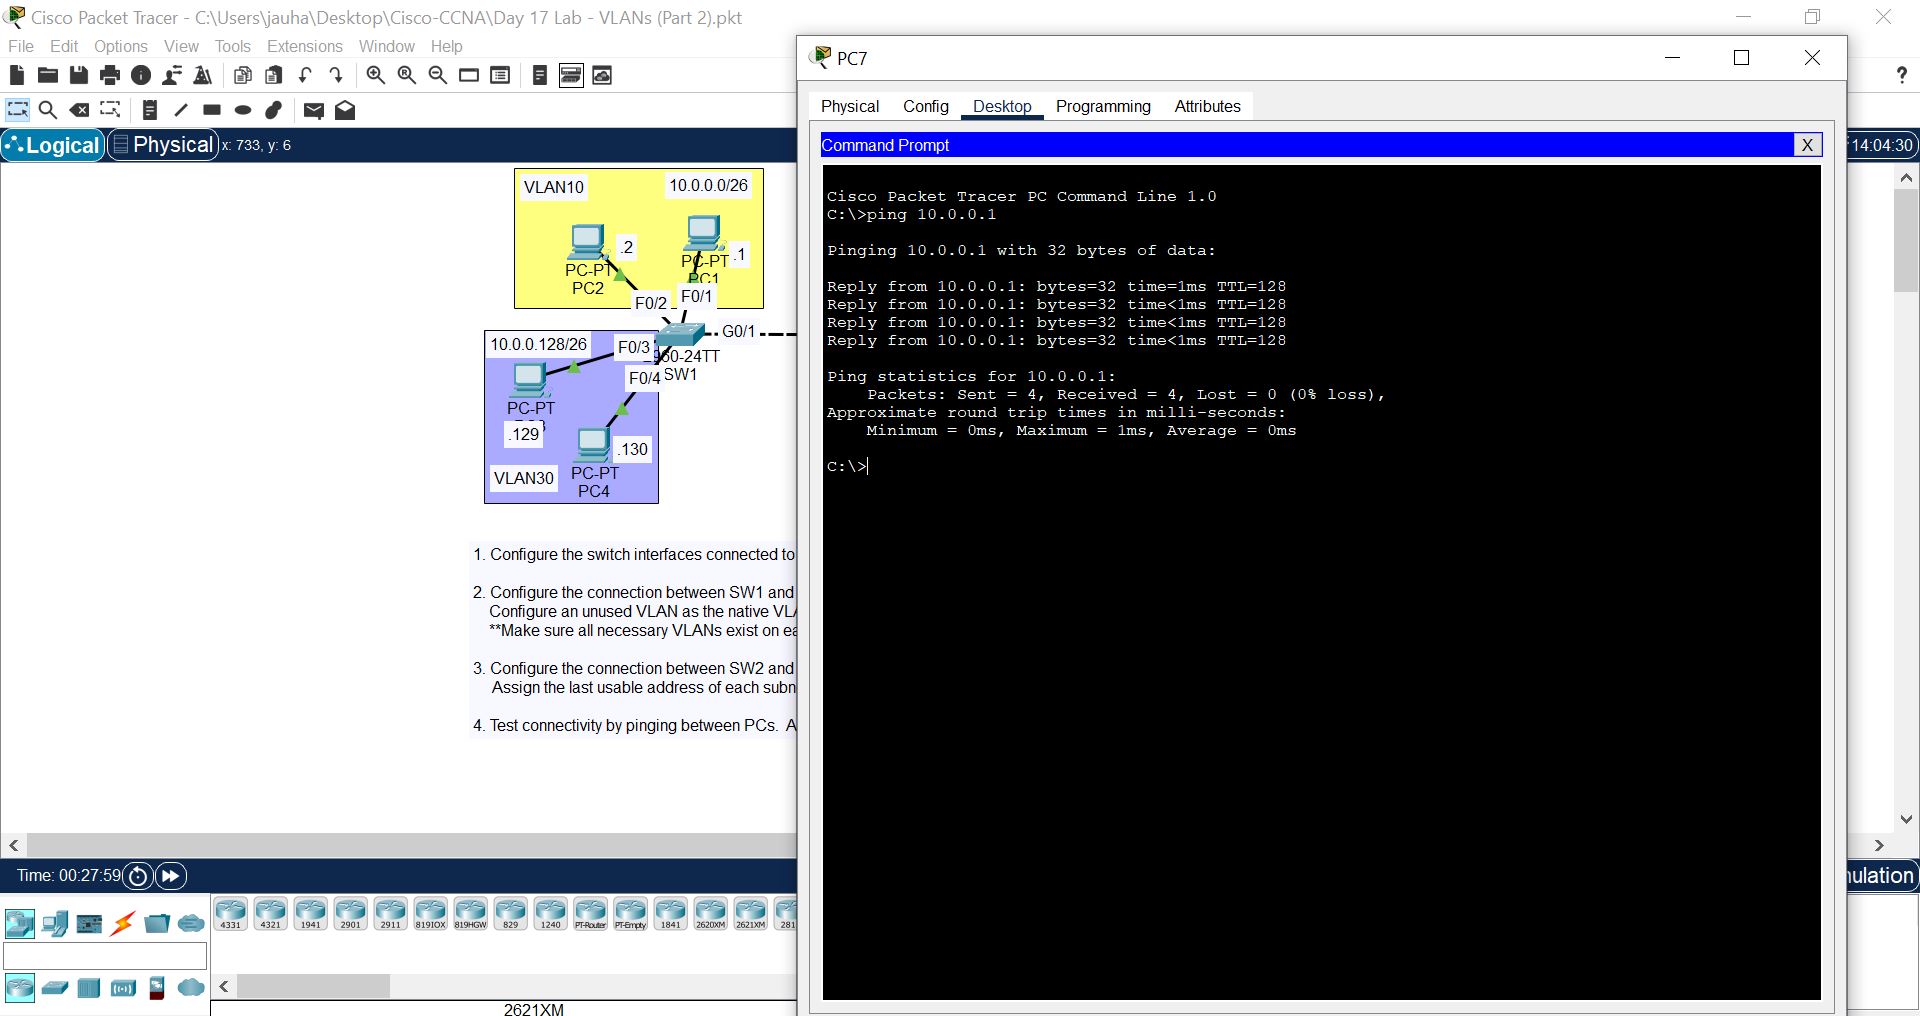 Cisco Packet Tracer - C:\Users\jauha\Desktop\Cisco-CCNA\Day 17 Lab - VLANs (Part 2).pkt
File Edit Options View Tools Extensions Window Help
?
Logical Physical x: 733, y: 6
14:04:30
VLAN10 10.0.0.0/26
.2
.1
PC-PT
PC2
PC-PT
PC1
F0/2 F0/1
G0/1
10.0.0.128/26
F0/3
960-24TT
SW1
F0/4
PC-PT
.129
.130
VLAN30
PC-PT
PC4
1. Configure the switch interfaces connected to
2. Configure the connection between SW1 and
Configure an unused VLAN as the native VLA
**Make sure all necessary VLANs exist on ea
3. Configure the connection between SW2 and
Assign the last usable address of each subn
4. Test connectivity by pinging between PCs. A
Time: 00:27:59
nulation
4331 4321 1941 2901 2911 819IOX 819HGW 829 1240 PT-Router PT-Empty 1841 2620XM 2621XM 281
2621XM
PC7
Physical Config Desktop Programming Attributes
Command Prompt X
Cisco Packet Tracer PC Command Line 1.0
C:\>ping 10.0.0.1
Pinging 10.0.0.1 with 32 bytes of data:
Reply from 10.0.0.1: bytes=32 time=1ms TTL=128
Reply from 10.0.0.1: bytes=32 time<1ms TTL=128
Reply from 10.0.0.1: bytes=32 time<1ms TTL=128
Reply from 10.0.0.1: bytes=32 time<1ms TTL=128
Ping statistics for 10.0.0.1:
Packets: Sent = 4, Received = 4, Lost = 0 (0% loss),
Approximate round trip times in milli-seconds:
Minimum = 0ms, Maximum = 1ms, Average = 0ms
C:\>